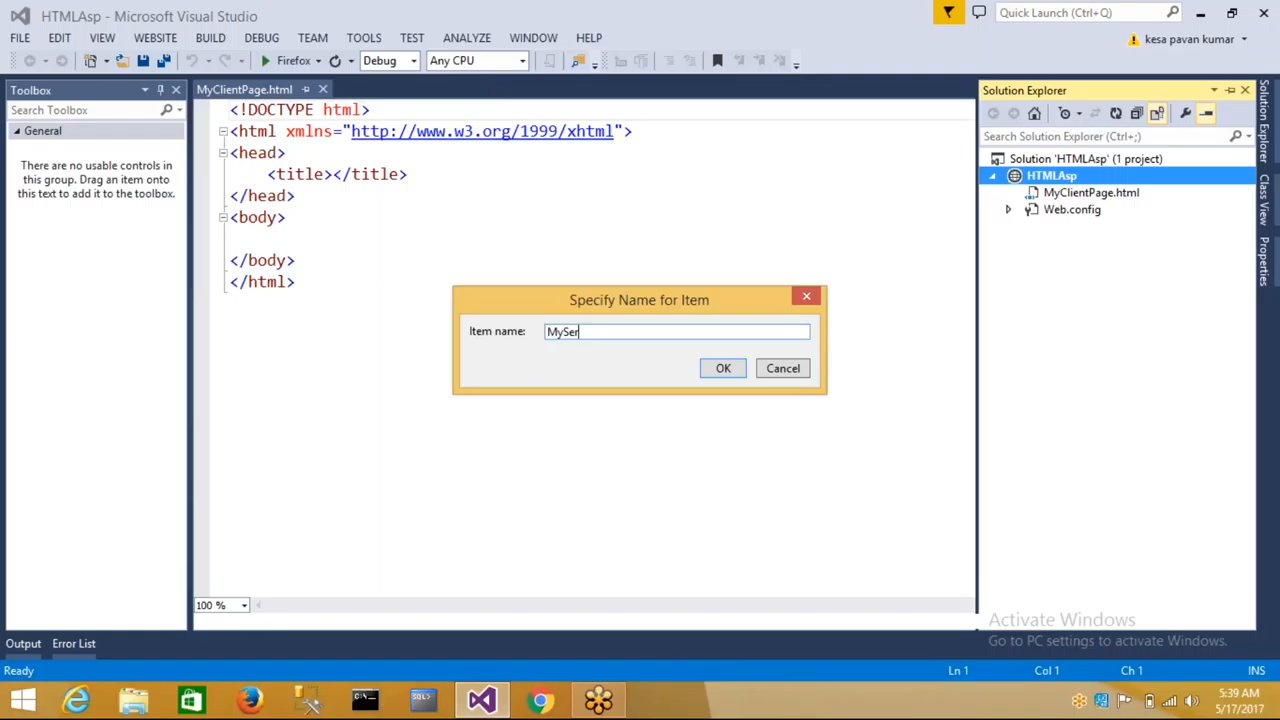 HTMLAsp - Microsoft Visual Studio
Quick Launch (Ctrl+Q)
FILE EDIT VIEW WEBSITE BUILD DEBUG TEAM TOOLS TEST ANALYZE WINDOW HELP
kesa pavan kumar
Firefox Debug Any CPU
Toolbox
Search Toolbox
General
There are no usable controls in
this group. Drag an item onto
this text to add it to the toolbox.
MyClientPage.html
<!DOCTYPE html>
<html xmlns="http://www.w3.org/1999/xhtml">
<head>
<title></title>
</head>
<body>
</body>
</html>
Specify Name for Item
Item name: MySer
OK Cancel
100 %
Solution Explorer
Search Solution Explorer (Ctrl+;)
Solution 'HTMLAsp' (1 project)
HTMLAsp
MyClientPage.html
Web.config
Solution Explorer
Class View
Properties
Activate Windows
Go to PC settings to activate Windows.
Output Error List
Ready Ln 1 Col 1 Ch 1 INS
5:39 AM
5/17/2017